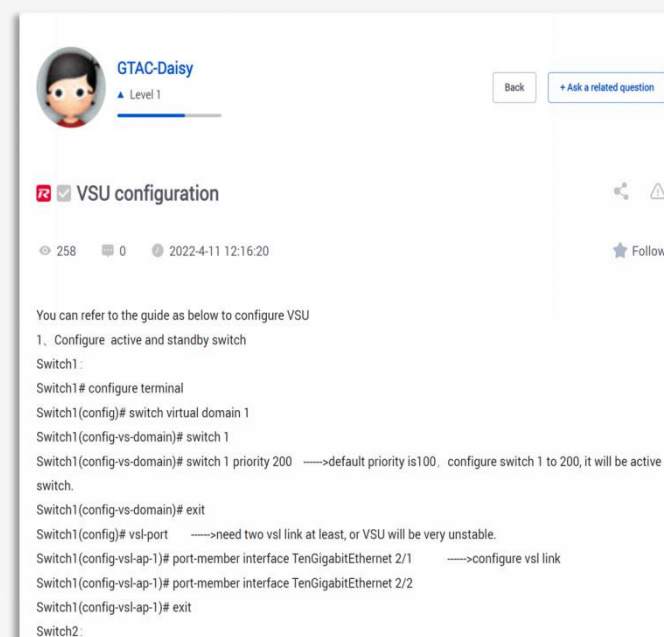 GTAC-Daisy
▲ Level 1
Back
+ Ask a related question
VSU configuration
258 0 2022-4-11 12:16:20
Follow
You can refer to the guide as below to configure VSU
1、Configure active and standby switch
Switch1：
Switch1# configure terminal
Switch1(config)# switch virtual domain 1
Switch1(config-vs-domain)# switch 1
Switch1(config-vs-domain)# switch 1 priority 200 ------>default priority is100，configure switch 1 to 200, it will be active
switch.
Switch1(config-vs-domain)# exit
Switch1(config)# vsl-port ------>need two vsl link at least, or VSU will be very unstable.
Switch1(config-vsl-ap-1)# port-member interface TenGigabitEthernet 2/1 ------>configure vsl link
Switch1(config-vsl-ap-1)# port-member interface TenGigabitEthernet 2/2
Switch1(config-vsl-ap-1)# exit
Switch2：